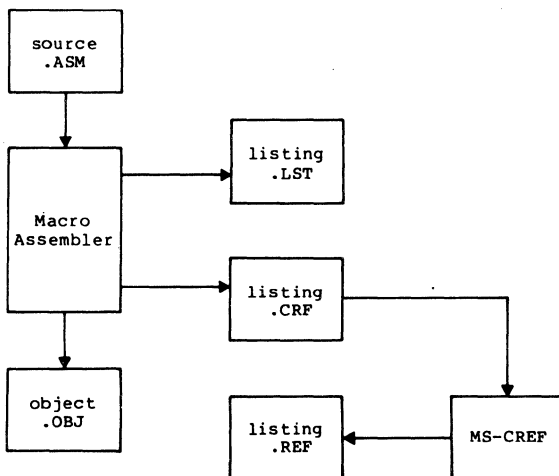 source
.ASM
listing
.LST
Macro
Assembler
listing
.CRF
object
.OBJ
listing
.REF
MS-CREF